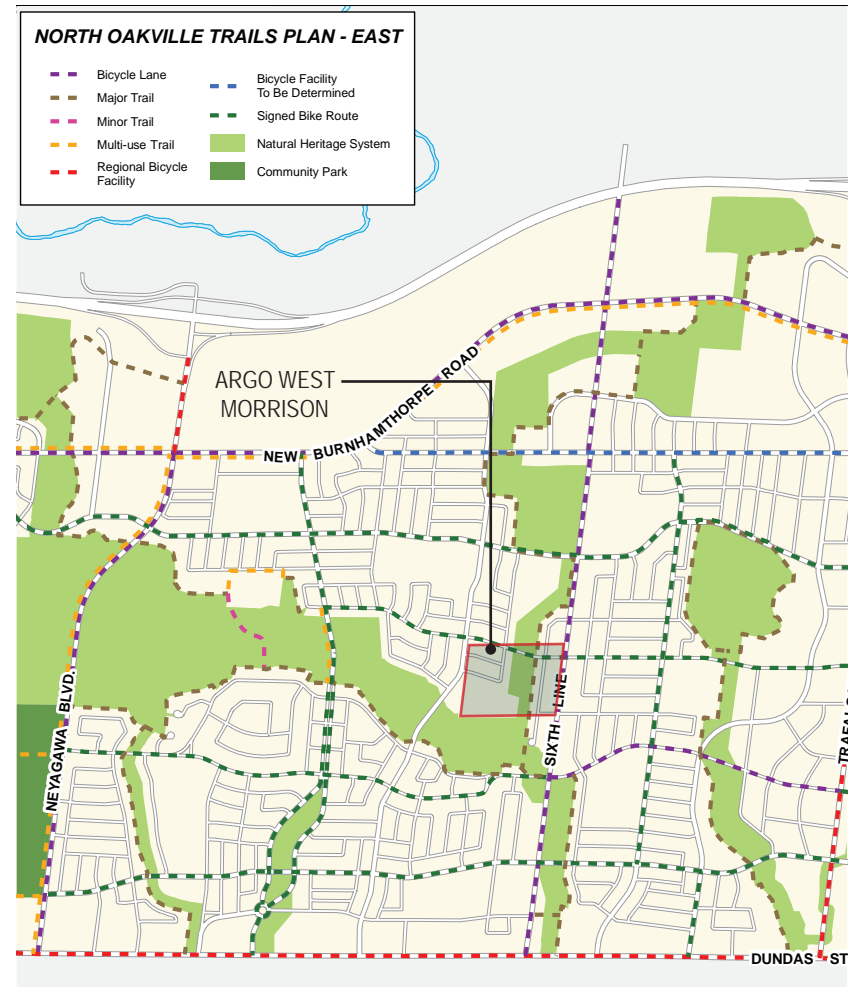 NORTH OAKVILLE TRAILS PLAN - EAST
Bicycle Lane
Major Trail
Minor Trail
Multi-use Trail
Regional Bicycle
Facility
Bicycle Facility
To Be Determined
Signed Bike Route
Natural Heritage System
Community Park
ARGO WEST
MORRISON
NEW BURNHAMTHORPE ROAD
NEYAGAWA BLVD.
SIXTH LINE
DUNDAS ST